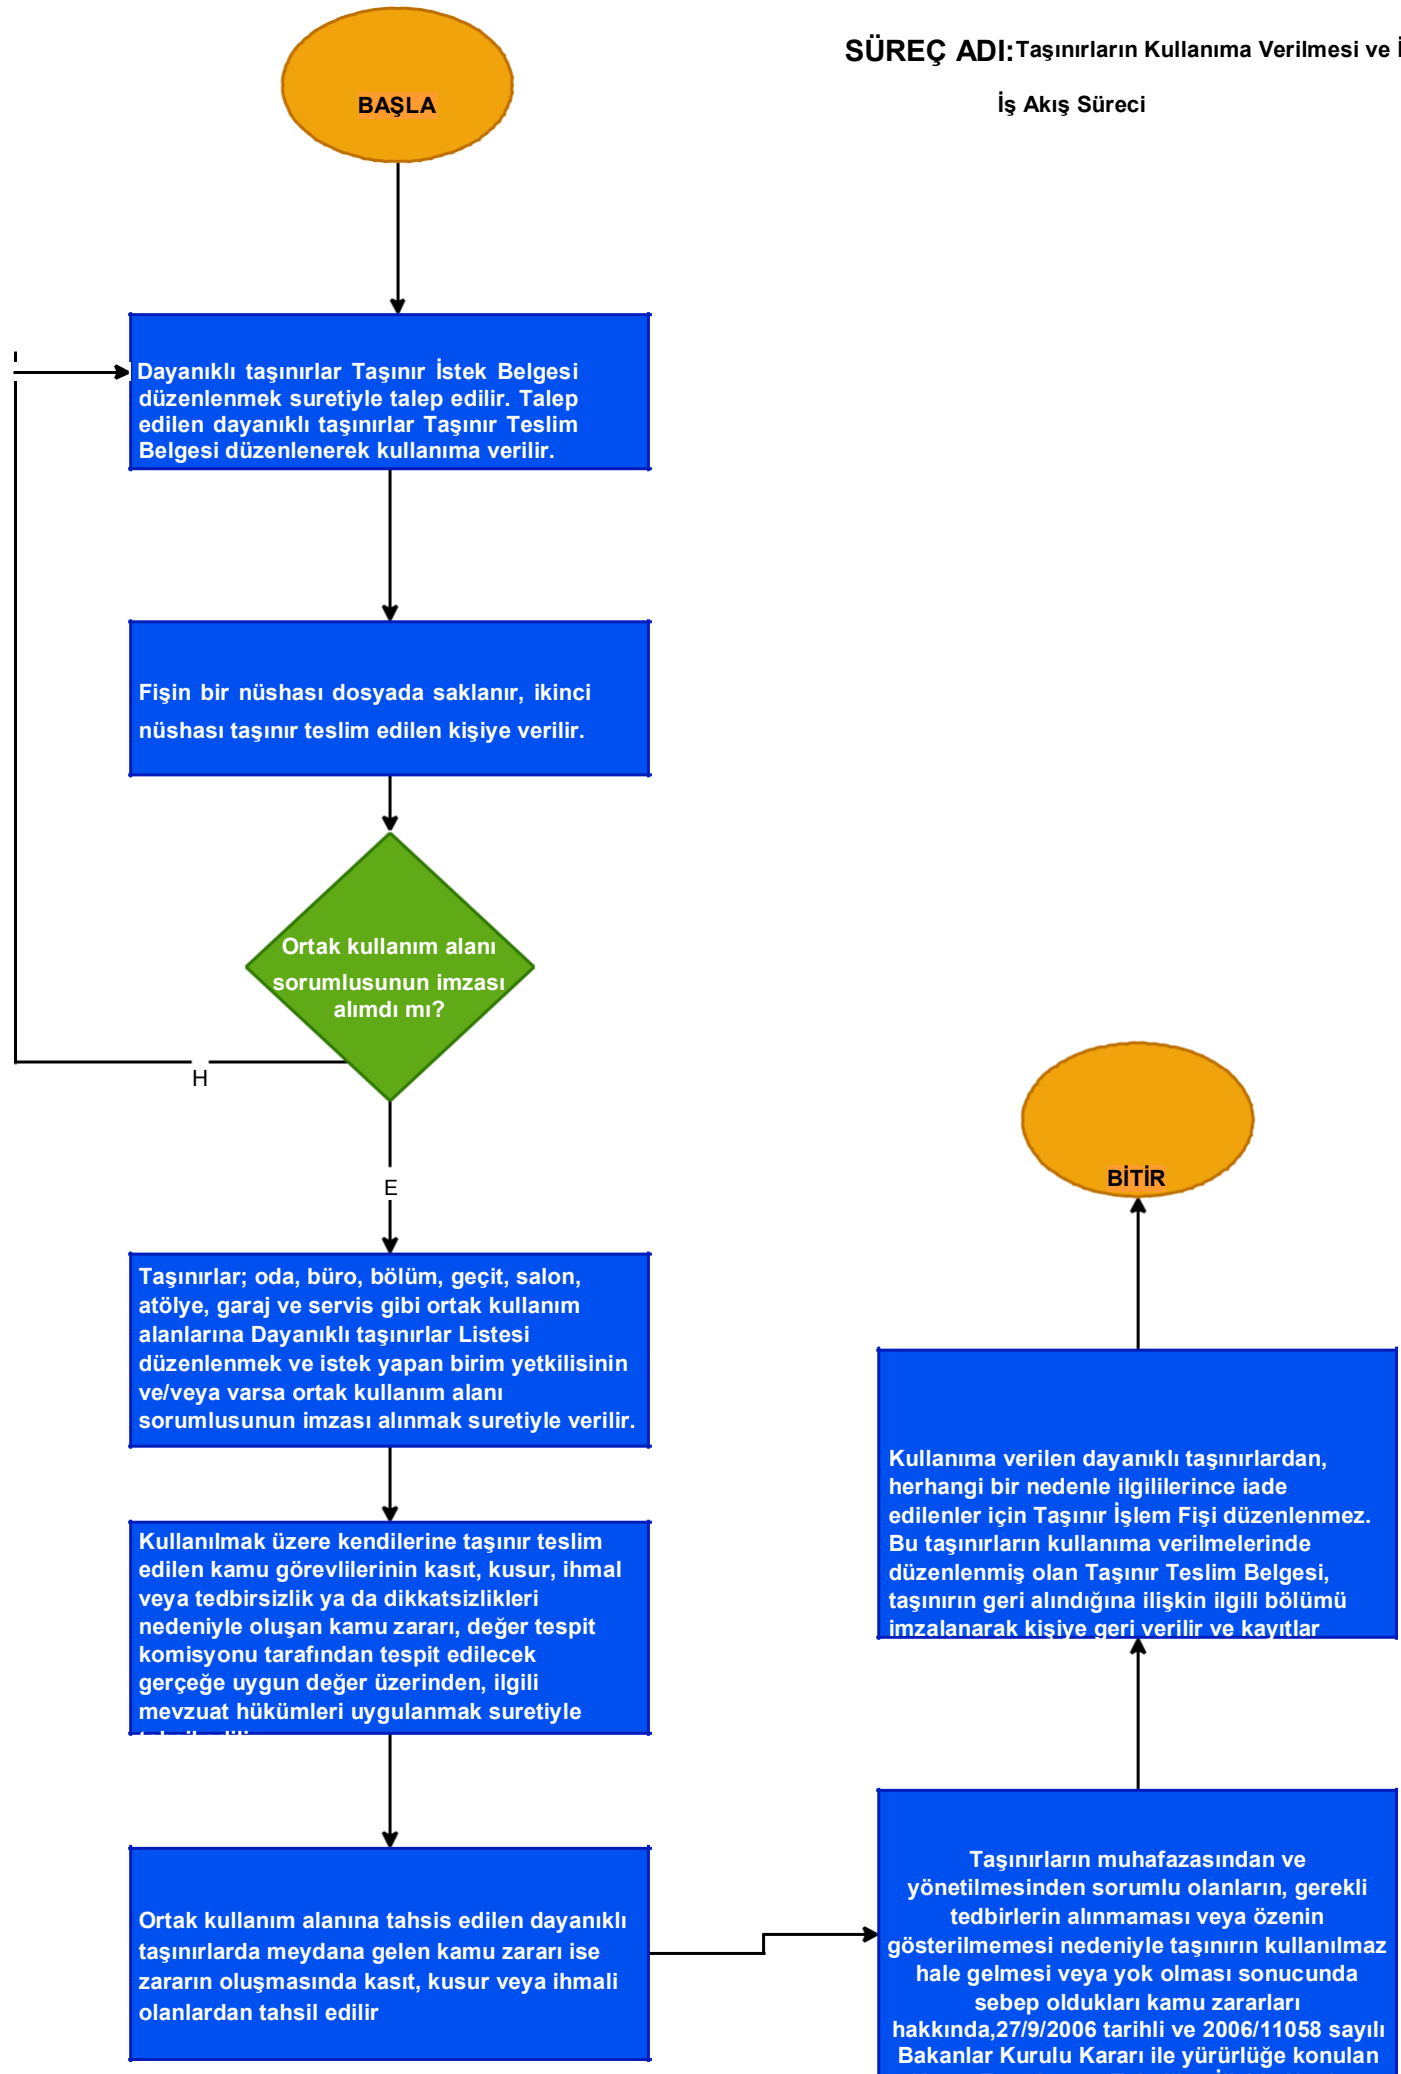 SÜREÇ ADI:Taşınırların Kullanıma Verilmesi ve İ
İş Akış Süreci
BAŞLA
Dayanıklı taşınırlar Taşınır İstek Belgesi
düzenlenmek suretiyle talep edilir. Talep
edilen dayanıklı taşınırlar Taşınır Teslim
Belgesi düzenlenerek kullanıma verilir.
Fişin bir nüshası dosyada saklanır, ikinci
nüshası taşınır teslim edilen kişiye verilir.
Ortak kullanım alanı
sorumlusunun imzası
alımdı mı?
H
E
Taşınırlar; oda, büro, bölüm, geçit, salon,
atölye, garaj ve servis gibi ortak kullanım
alanlarına Dayanıklı taşınırlar Listesi
düzenlenmek ve istek yapan birim yetkilisinin
ve/veya varsa ortak kullanım alanı
sorumlusunun imzası alınmak suretiyle verilir.
Kullanılmak üzere kendilerine taşınır teslim
edilen kamu görevlilerinin kasıt, kusur, ihmal
veya tedbirsizlik ya da dikkatsizlikleri
nedeniyle oluşan kamu zararı, değer tespit
komisyonu tarafından tespit edilecek
gerçeğe uygun değer üzerinden, ilgili
mevzuat hükümleri uygulanmak suretiyle
Ortak kullanım alanına tahsis edilen dayanıklı
taşınırlarda meydana gelen kamu zararı ise
zararın oluşmasında kasıt, kusur veya ihmali
olanlardan tahsil edilir
BİTİR
Kullanıma verilen dayanıklı taşınırlardan,
herhangi bir nedenle ilgililerince iade
edilenler için Taşınır İşlem Fişi düzenlenmez.
Bu taşınırların kullanıma verilmelerinde
düzenlenmiş olan Taşınır Teslim Belgesi,
taşınırın geri alındığına ilişkin ilgili bölümü
imzalanarak kişiye geri verilir ve kayıtlar
Taşınırların muhafazasından ve
yönetilmesinden sorumlu olanların, gerekli
tedbirlerin alınmaması veya özenin
gösterilmemesi nedeniyle taşınırın kullanılmaz
hale gelmesi veya yok olması sonucunda
sebep oldukları kamu zararları
hakkında,27/9/2006 tarihli ve 2006/11058 sayılı
Bakanlar Kurulu Kararı ile yürürlüğe konulan